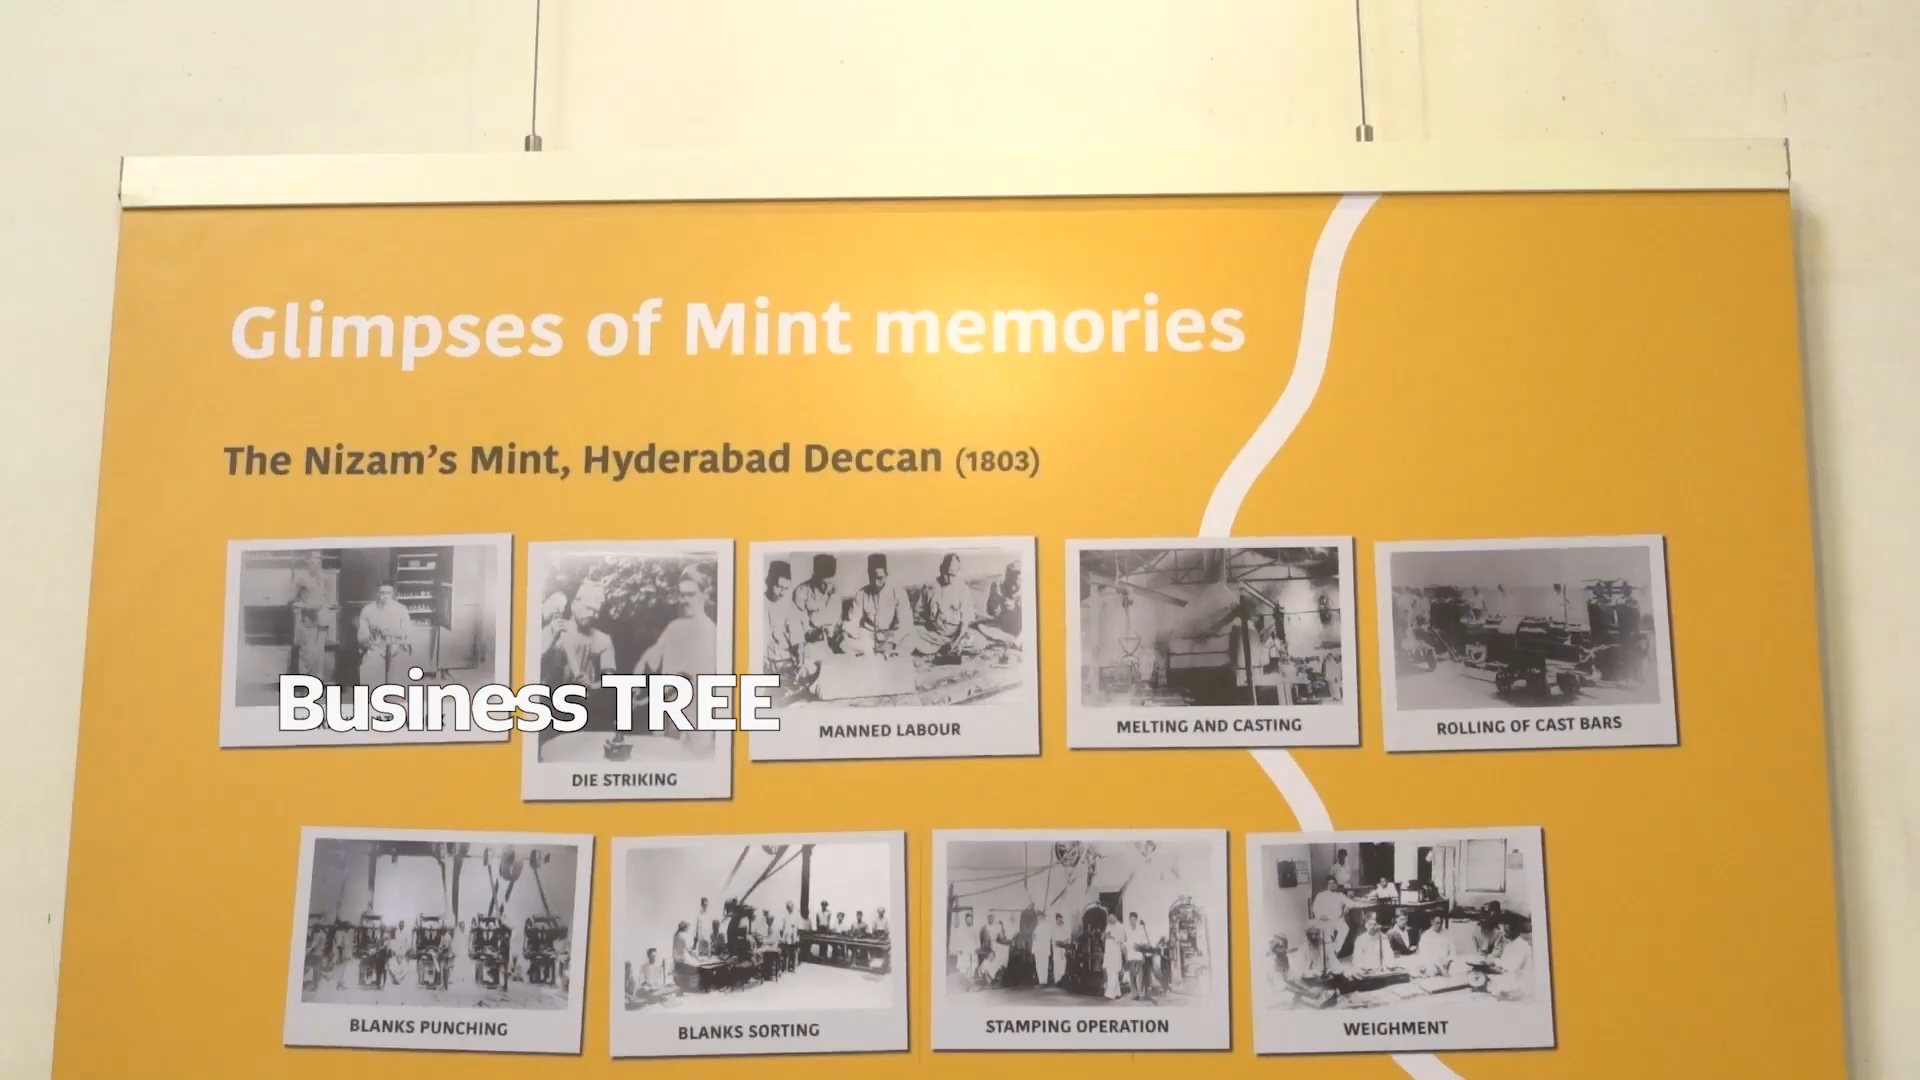 Glimpses of Mint memories
The Nizam's Mint, Hyderabad Deccan (1803)
Business TREE
DIE STRIKING
MANNED LABOUR
MELTING AND CASTING
ROLLING OF CAST BARS
BLANKS PUNCHING
BLANKS SORTING
STAMPING OPERATION
WEIGHMENT